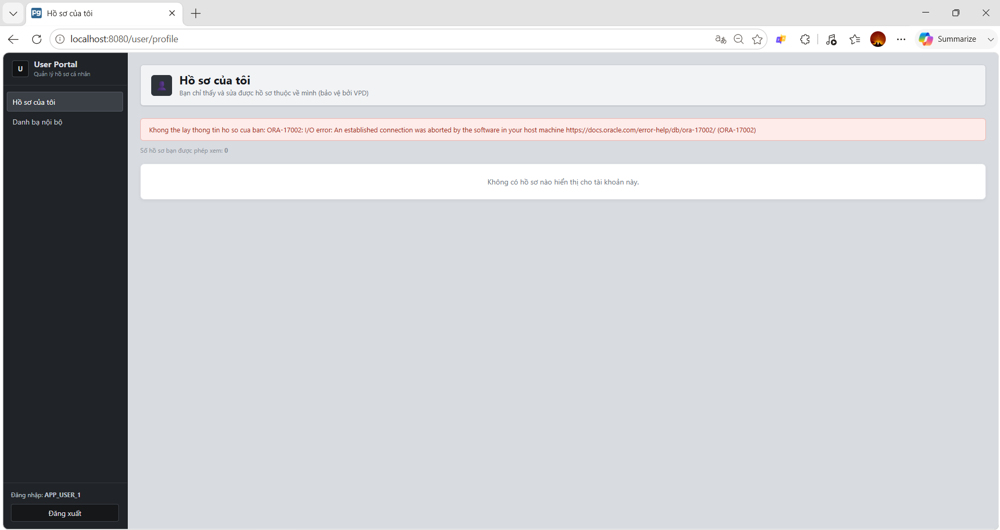 pg Hồ sơ của tôi
localhost:8080/user/profile
Summarize
U
User Portal
Quản lý hồ sơ cá nhân
Hồ sơ của tôi
Danh bạ nội bộ
Hồ sơ của tôi
Bạn chỉ thấy và sửa được hồ sơ thuộc về mình (bảo vệ bởi VPD)
Khong the lay thong tin ho so cua ban: ORA-17002: I/O error: An established connection was aborted by the software in your host machine https://docs.oracle.com/error-help/db/ora-17002/ (ORA-17002)
Số hồ sơ bạn được phép xem: 0
Không có hồ sơ nào hiển thị cho tài khoản này.
Đăng nhập: APP_USER_1
Đăng xuất